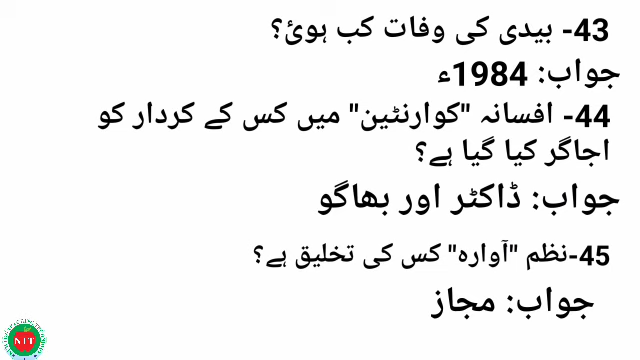 43- بیدی کی وفات کب ہوئ؟
جواب: 1984ء
44- افسانہ "کوارنٹین" میں کس کے کردار کو
اجاگر کیا گیا ہے؟
جواب: ڈاکٹر اور بھاگو
45-نظم "آوارہ" کس کی تخلیق ہے؟
جواب: مجاز